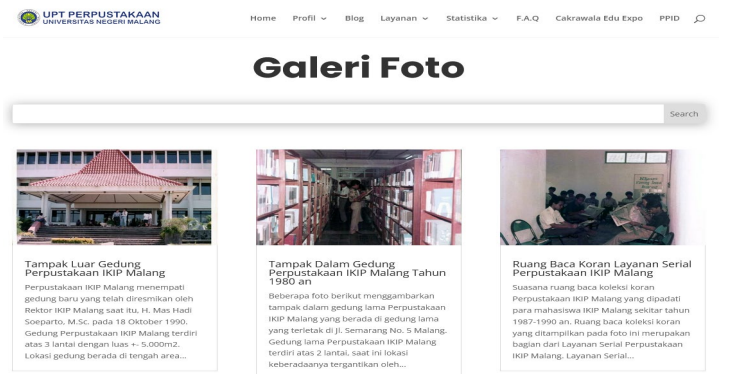 UPT PERPUSTAKAAN
UNIVERSITAS NEGERI MALANG
Home Profil Blog Layanan Statistika F.A.Q Cakrawala Edu Expo PPID
Galeri Foto
Search
Tampak Luar Gedung
Perpustakaan IKIP Malang
Perpustakaan IKIP Malang menempati
gedung baru yang telah diresmikan oleh
Rektor IKIP Malang saat itu, H. Mas Hadi
Soeparto, M.Sc. pada 18 Oktober 1990.
Gedung Perpustakaan IKIP Malang terdiri
atas 3 lantai dengan luas +- 5.000m2.
Lokasi gedung berada di tengah area...
Tampak Dalam Gedung
Perpustakaan IKIP Malang Tahun
1980 an
Beberapa foto berikut menggambarkan
tampak dalam gedung lama Perpustakaan
IKIP Malang yang berada di gedung lama
yang terletak di Jl. Semarang No. 5 Malang.
Gedung lama Perpustakaan IKIP Malang
terdiri atas 2 lantai, saat ini lokasi
keberadaanya tergantikan oleh...
Ruang Baca Koran Layanan Serial
Perpustakaan IKIP Malang
Suasana ruang baca koleksi koran
Perpustakaan IKIP Malang yang dipadati
para mahasiswa IKIP Malang sekitar tahun
1987-1990 an. Ruang baca koleksi koran
yang ditampilkan pada foto ini merupakan
bagian dari Layanan Serial Perpustakaan
IKIP Malang. Layanan Serial...